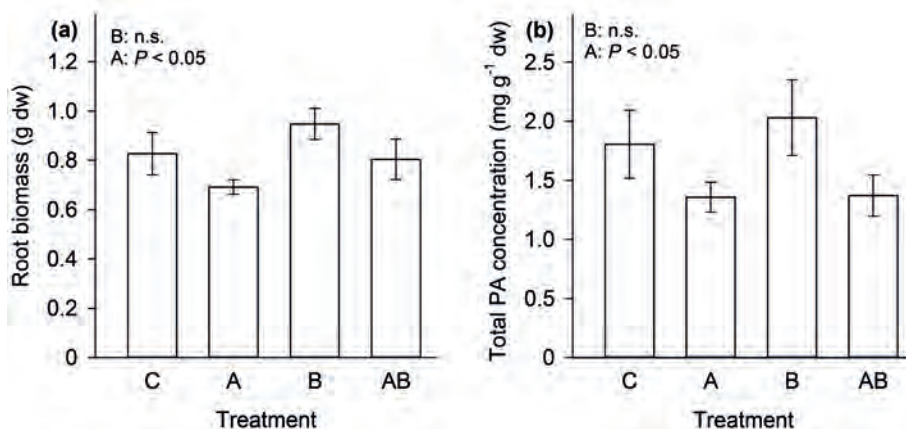 (a)
B: n.s.
A: P < 0.05
Root biomass (g dw)
1.2
1.0
0.8
0.6
0.4
0.2
0
C A B AB
Treatment
(b)
B: n.s.
A: P < 0.05
Total PA concentration (mg g⁻¹ dw)
2.5
2.0
1.5
1.0
0.5
0
C A B AB
Treatment